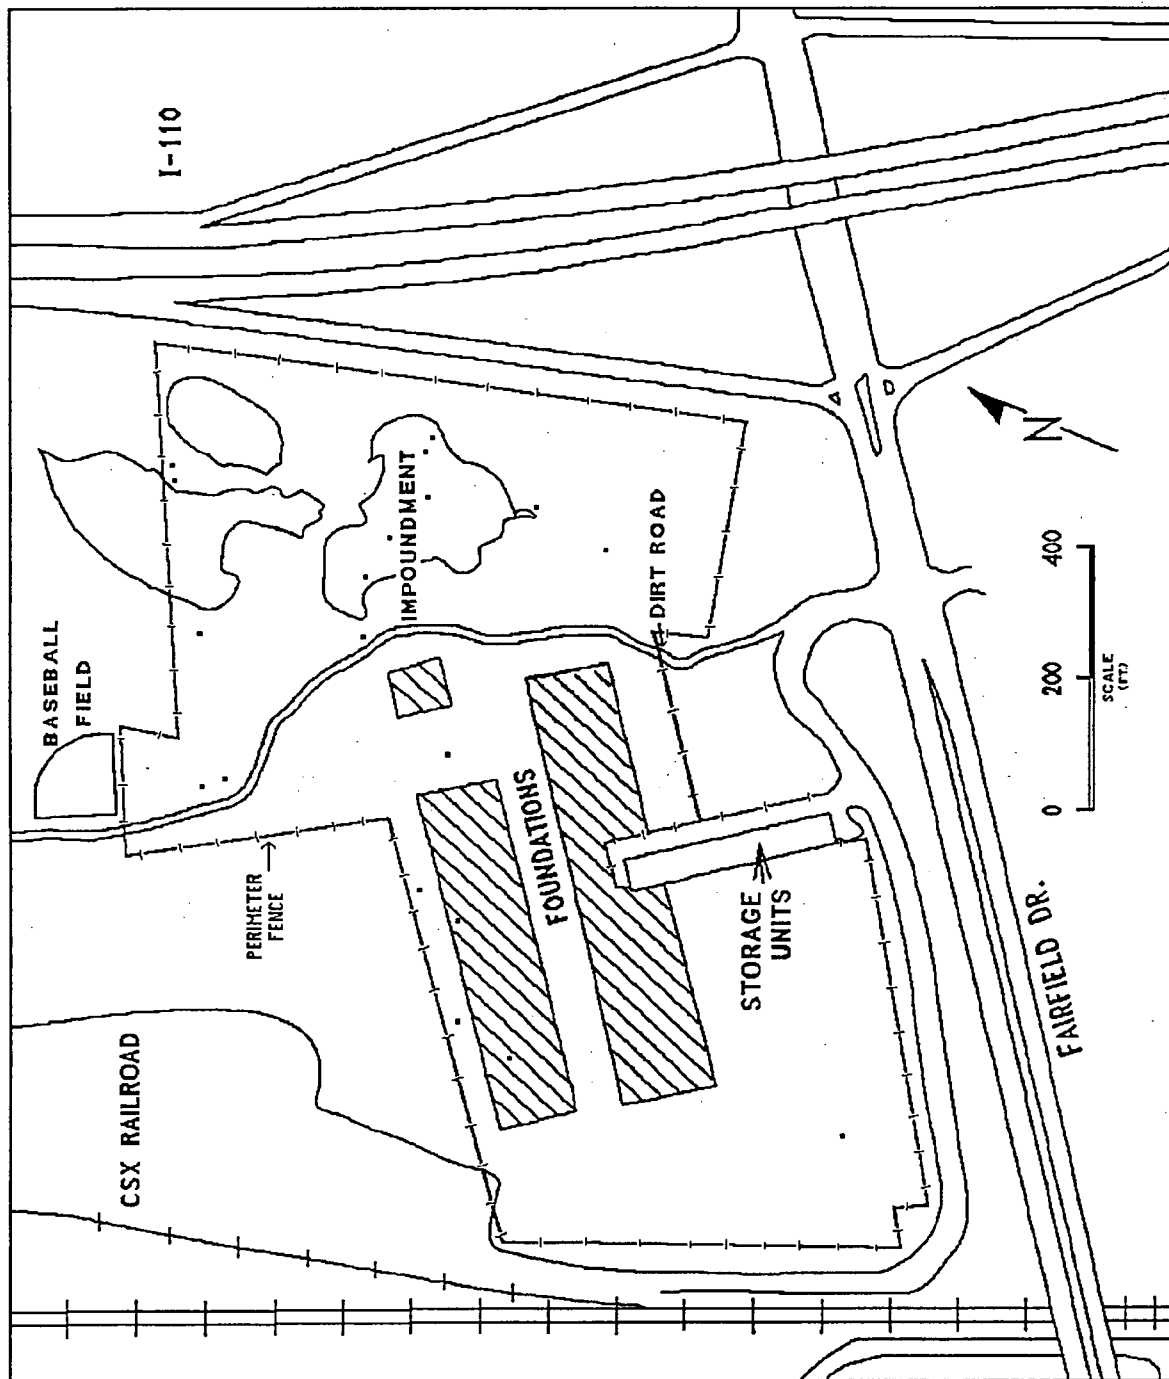 I-110
BASEBALL
FIELD
IMPOUNDMENT
DIRT ROAD
N
PERIMETER
FENCE
FOUNDATIONS
STORAGE
UNITS
0 200 400
SCALE
(FT)
CSX RAILROAD
FAIRFIELD DR.